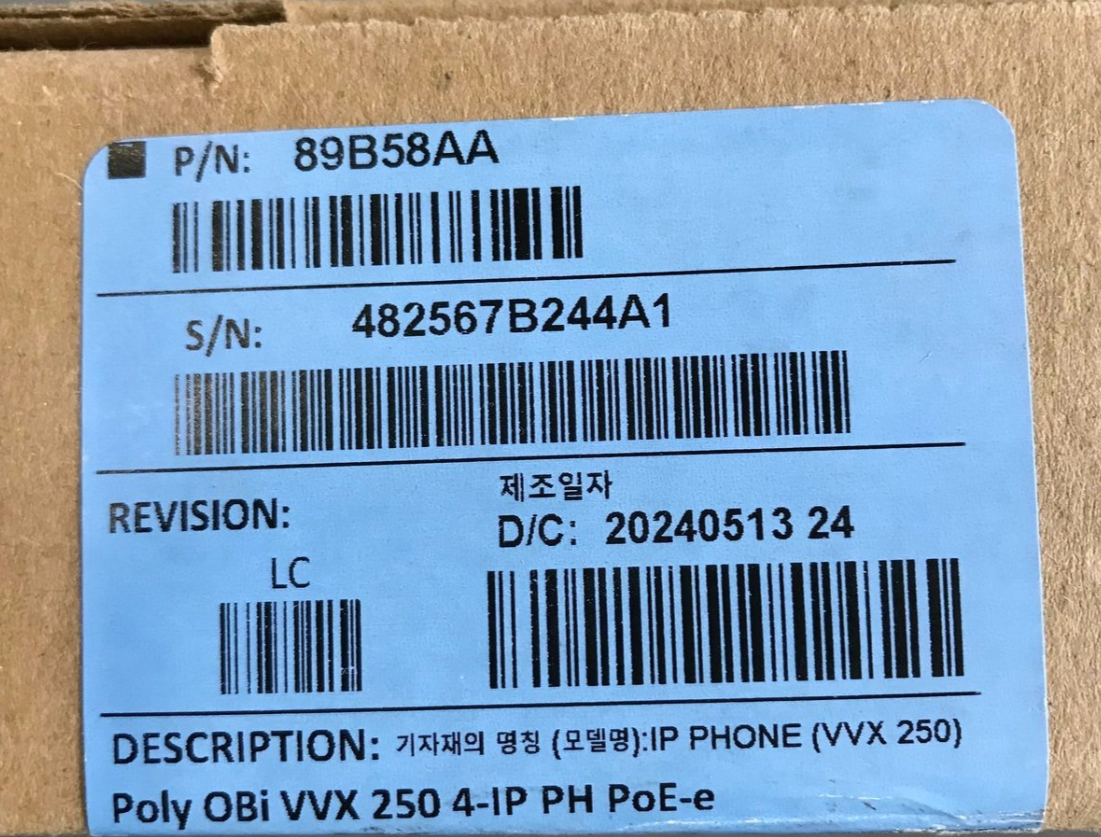 P/N: 89B58AA
S/N: 482567B244A1
REVISION:
LC
제조일자
D/C: 20240513 24
DESCRIPTION: 기자재의 명칭 (모델명):IP PHONE (VVX 250)
Poly OBi VVX 250 4-IP PH PoE-e